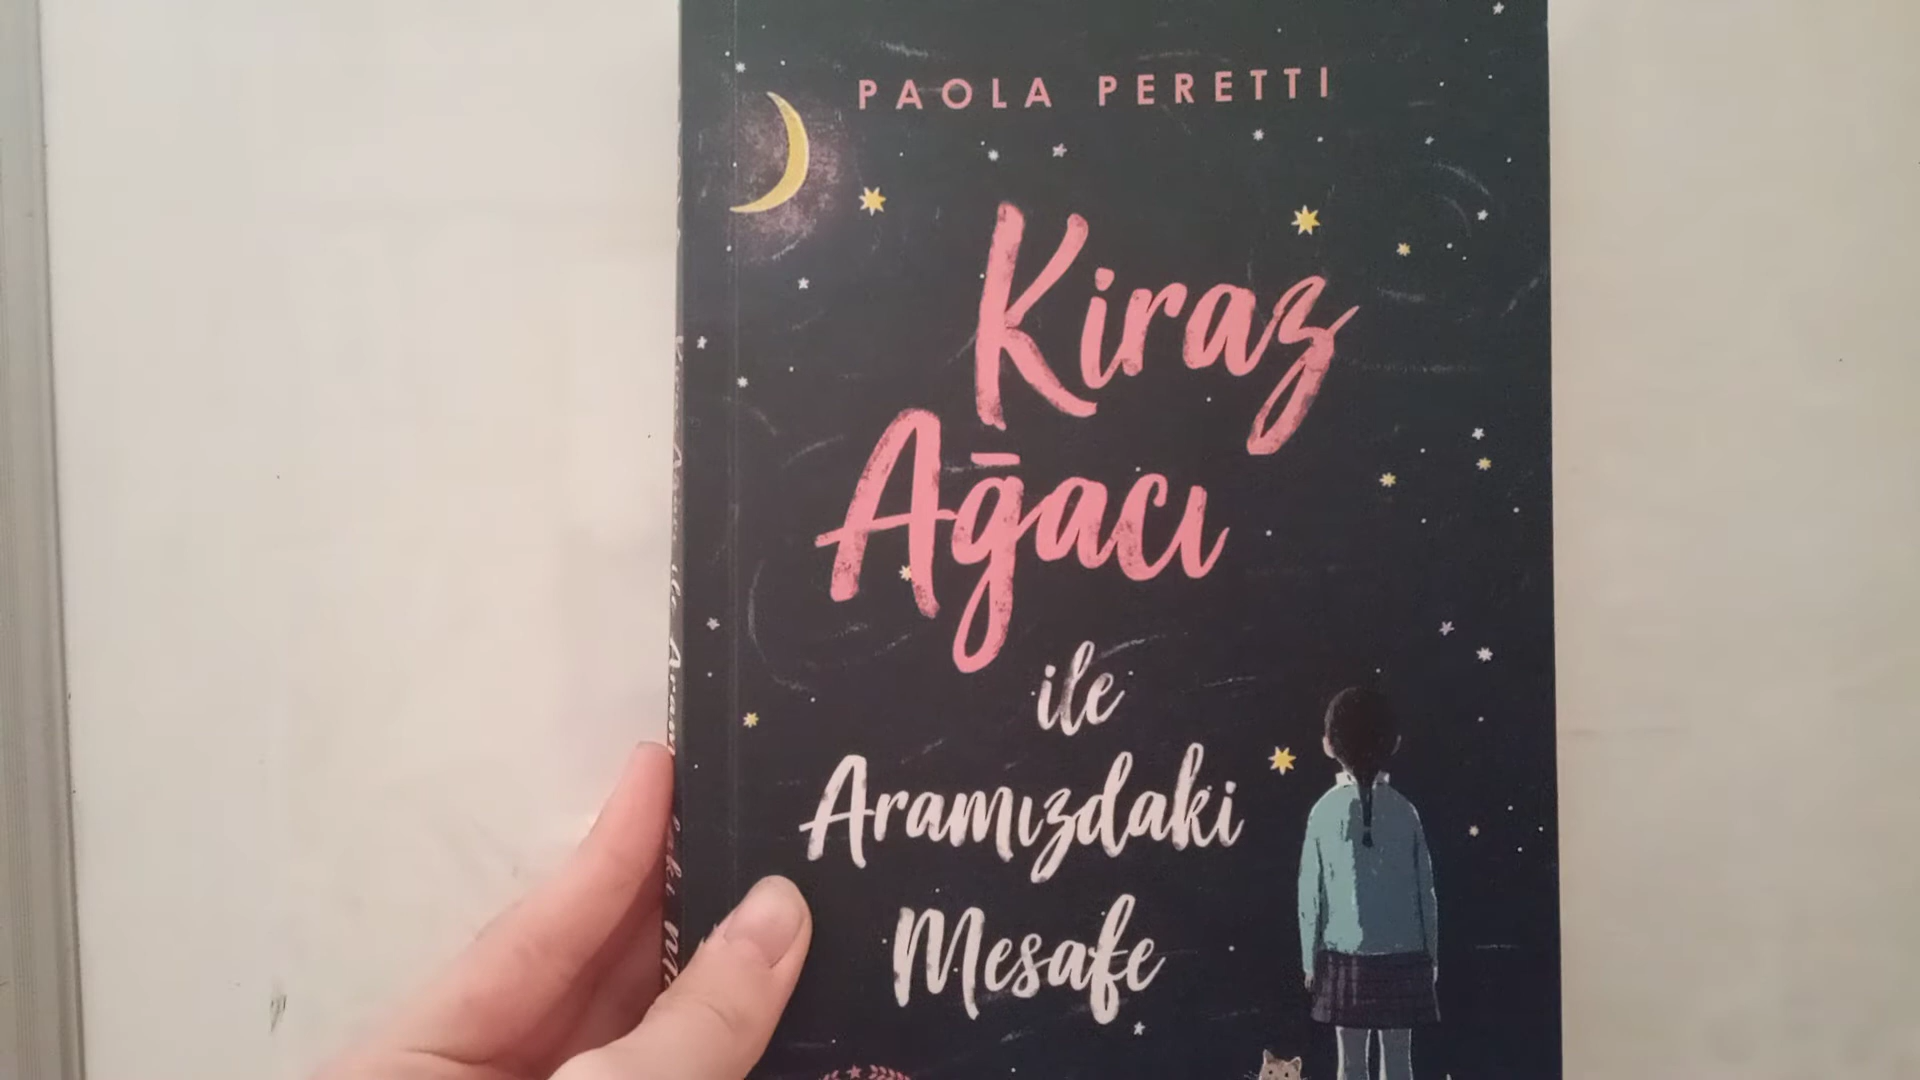 PAOLA PERETTI
Kiraz
Ağacı
ile
Aramızdaki
Mesafe